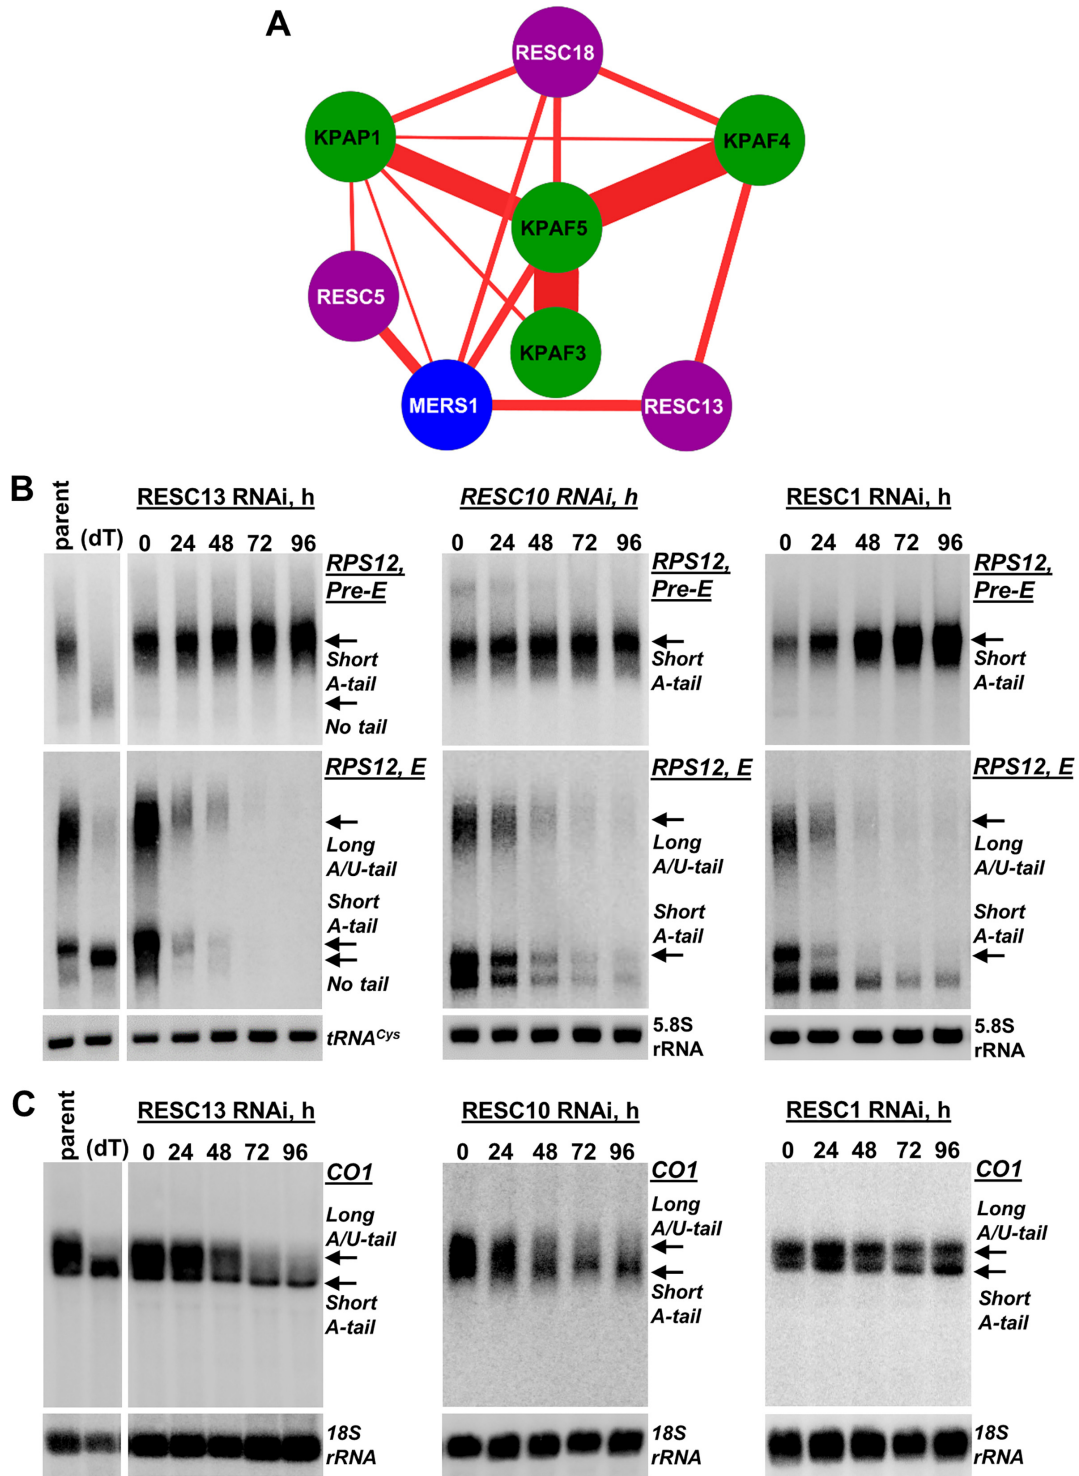 A
RESC18
KPAP1
KPAF4
KPAF5
RESC5
KPAF3
MERS1
RESC13
B
parent
(dT)
RESC13 RNAi, h
0 24 48 72 96
RPS12,
Pre-E
Short
A-tail
No tail
RPS12, E
Long
A/U-tail
Short
A-tail
No tail
tRNACys
RESC10 RNAi, h
0 24 48 72 96
RPS12,
Pre-E
Short
A-tail
RPS12, E
Long
A/U-tail
Short
A-tail
5.8S
rRNA
RESC1 RNAi, h
0 24 48 72 96
RPS12,
Pre-E
Short
A-tail
RPS12, E
Long
A/U-tail
Short
A-tail
5.8S
rRNA
C
parent
(dT)
RESC13 RNAi, h
0 24 48 72 96
CO1
Long
A/U-tail
Short
A-tail
18S
rRNA
RESC10 RNAi, h
0 24 48 72 96
CO1
Long
A/U-tail
Short
A-tail
18S
rRNA
RESC1 RNAi, h
0 24 48 72 96
CO1
Long
A/U-tail
Short
A-tail
18S
rRNA